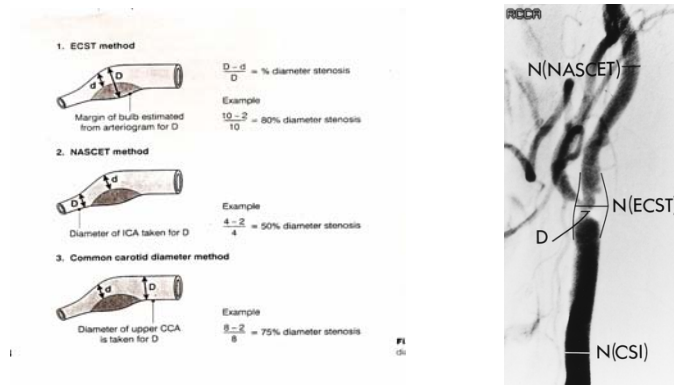 1. ECST method
D
d
D – d
D
= % diameter stenosis
Example
Margin of bulb estimated
from arteriogram for D
10 – 2
10
= 80% diameter stenosis
2. NASCET method
d
D
Example
Diameter of ICA taken for D
4 – 2
4
= 50% diameter stenosis
3. Common carotid diameter method
d
D
Example
Diameter of upper CCA
is taken for D
8 – 2
8
= 75% diameter stenosis
Fi
RCCA
N(NASCET)
N(ECST)
D
N(CSI)